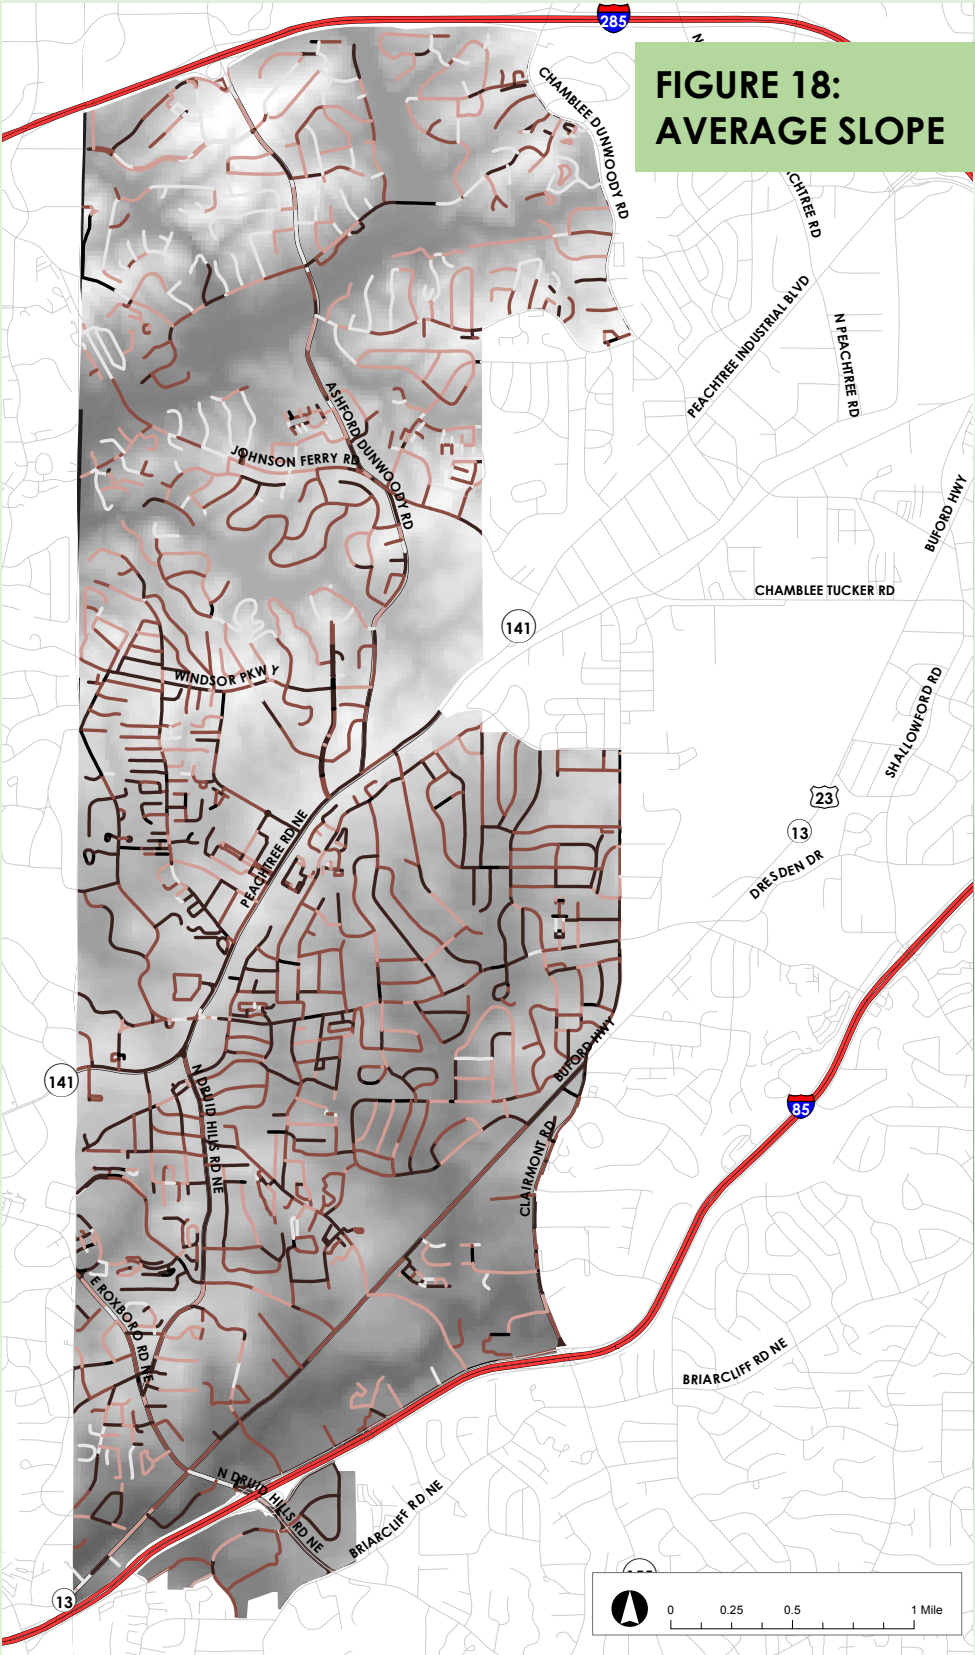 285
N
FIGURE 18:
AVERAGE SLOPE
CHAMBLEE DUNWOODY RD
CHTREE RD
PEACHTREE INDUSTRIAL BLVD
N PEACHTREE RD
ASHFORD DUNWOODY RD
JOHNSON FERRY RD
BUFORD HWY
CHAMBLEE TUCKER RD
141
WINDSOR PKWY
SHALLOWFORD RD
23
13
PEACHTREE RD NE
DRESDEN DR
BUFORD HWY
141
N DRUID HILLS RD NE
85
CLAIRMONT RD
E ROXBORO RD NE
BRIARCLIFF RD NE
N DRUID HILLS RD NE
BRIARCLIFF RD NE
13
0 0.25 0.5 1 Mile